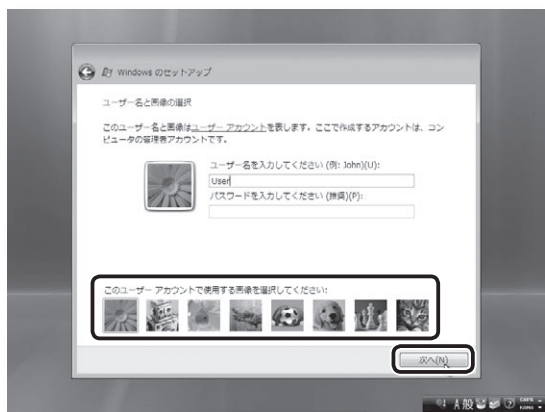 Windows のセットアップ
ユーザー名と画像の選択
このユーザー名と画像はユーザー アカウントを表します。ここで作成するアカウントは、コン
ピュータの管理者アカウントです。
ユーザー名を入力してください (例: John)(U):
User
パスワードを入力してください (推奨)(P):
このユーザー アカウントで使用する画像を選択してください:
次へ(N)
A 般
CAPS
KANA